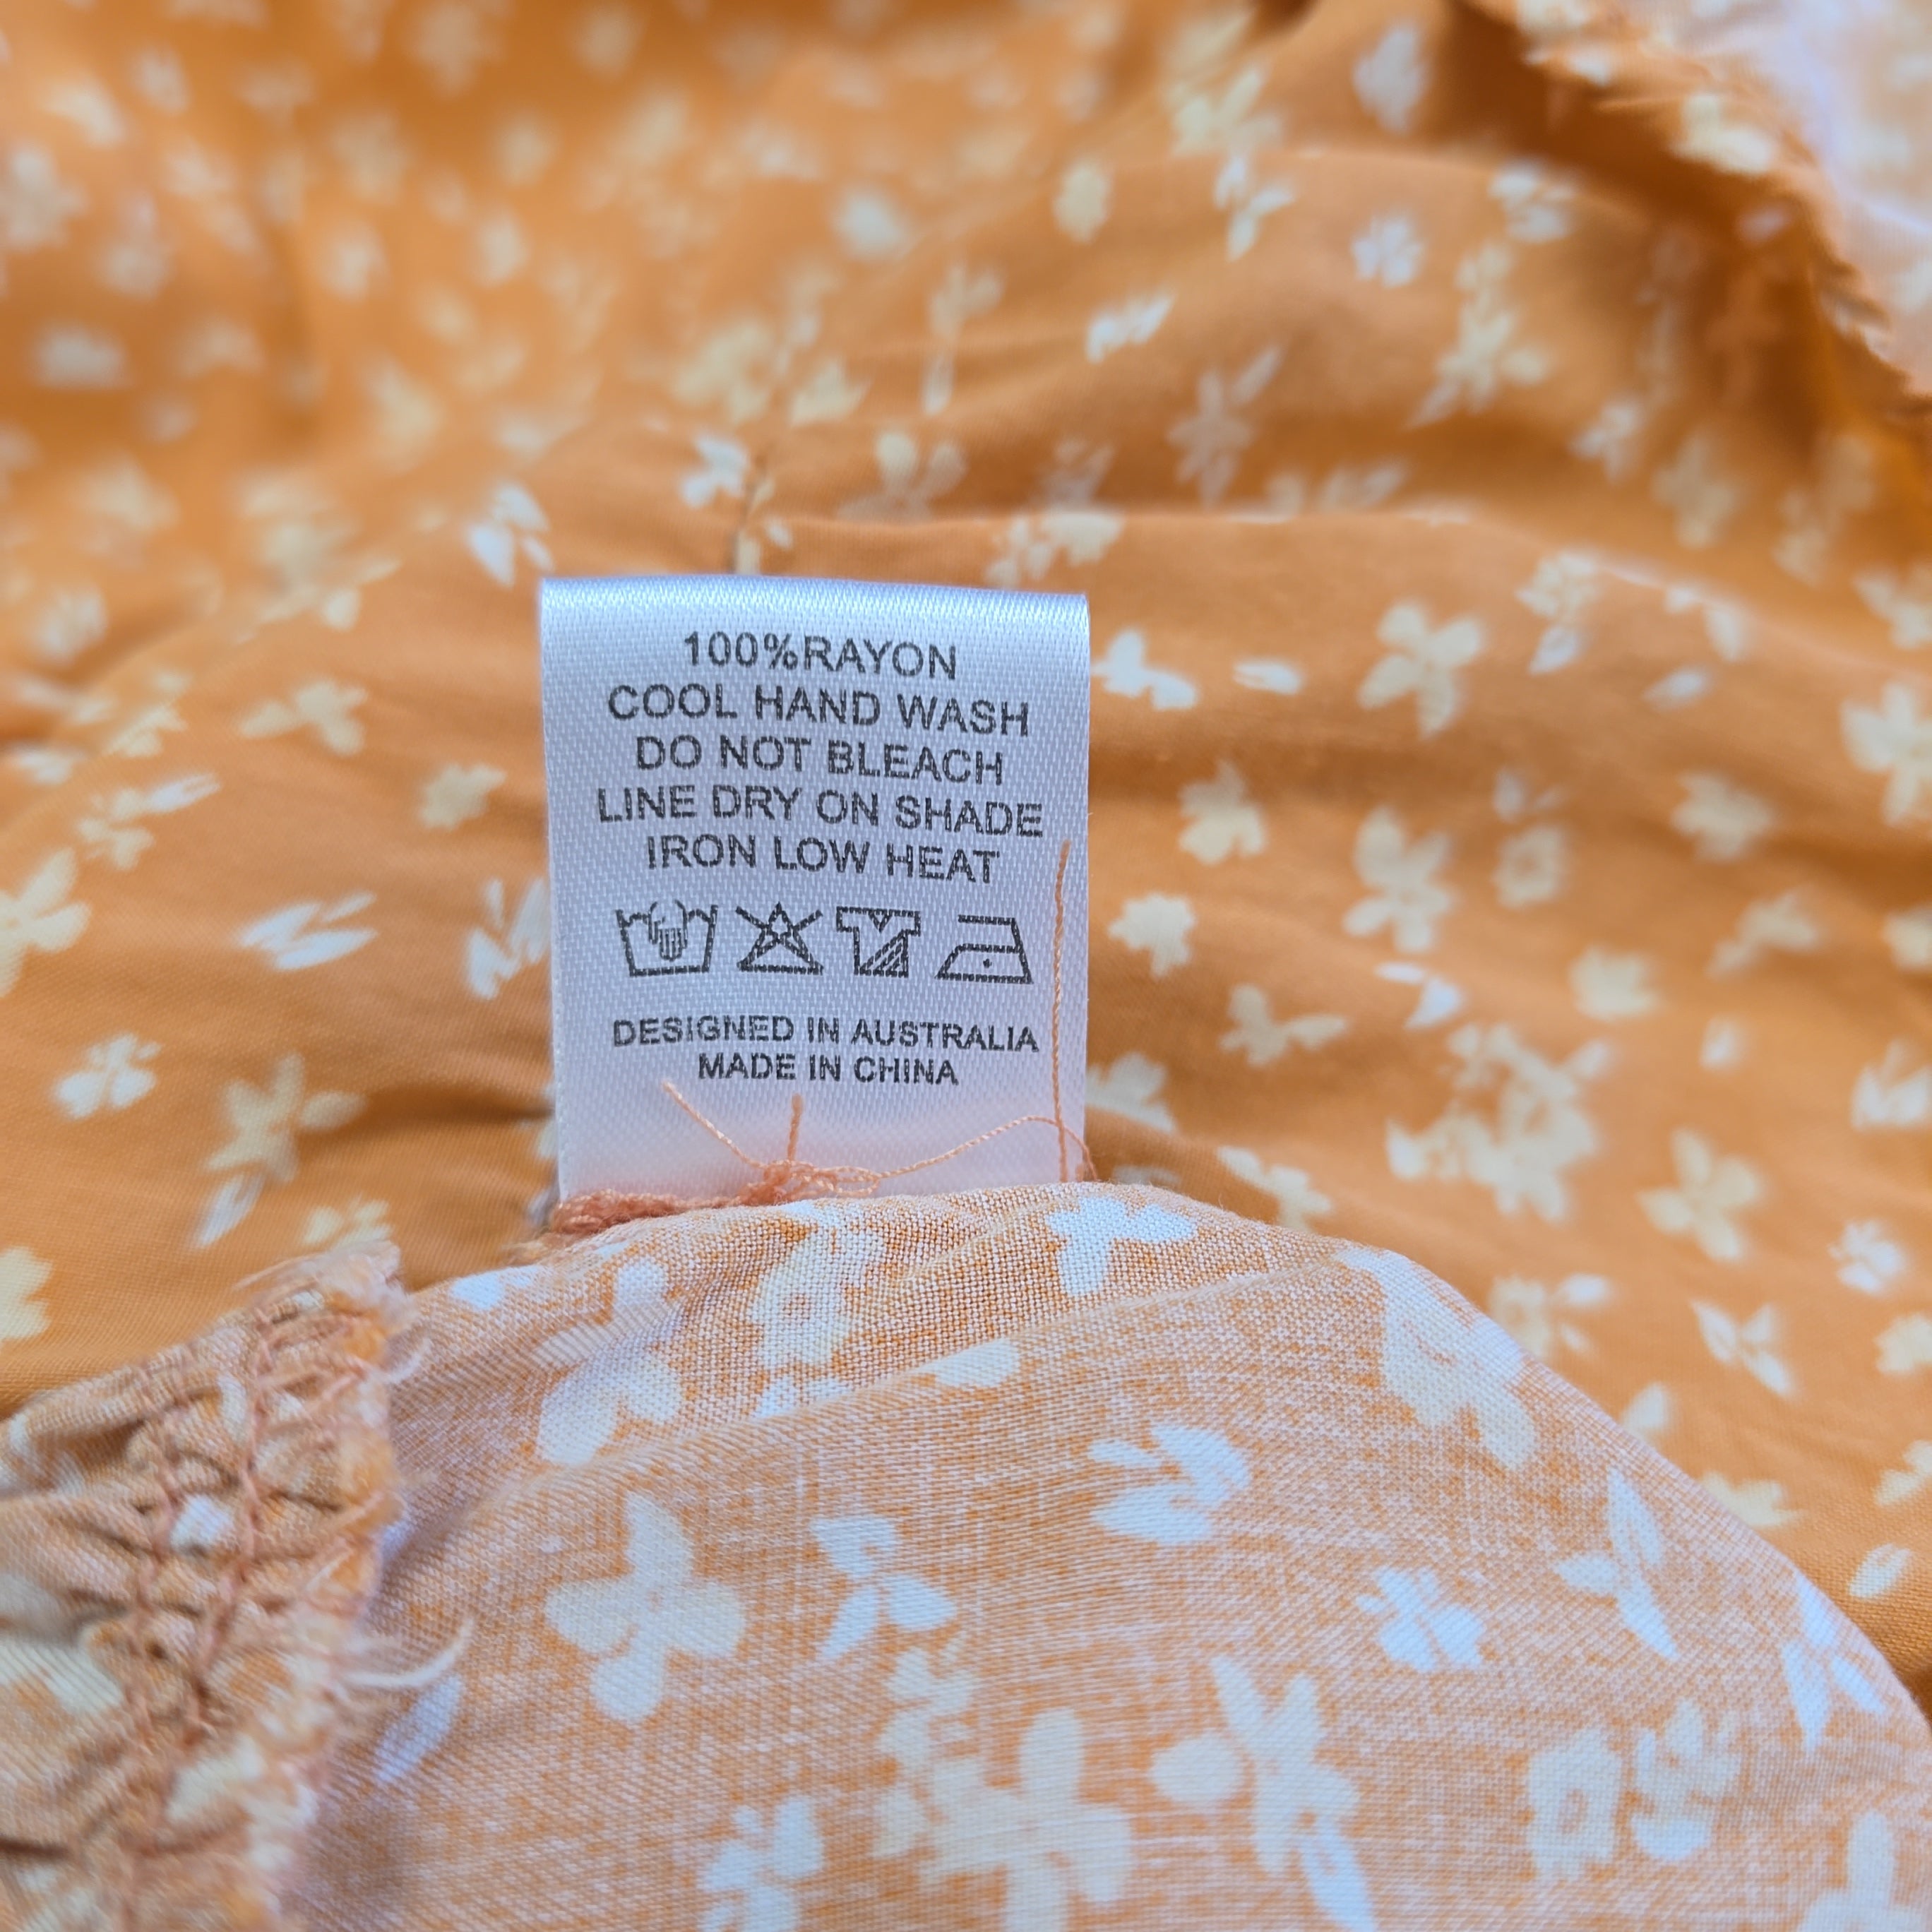 100%RAYON
COOL HAND WASH
DO NOT BLEACH
LINE DRY ON SHADE
IRON LOW HEAT
DESIGNED IN AUSTRALIA
MADE IN CHINA